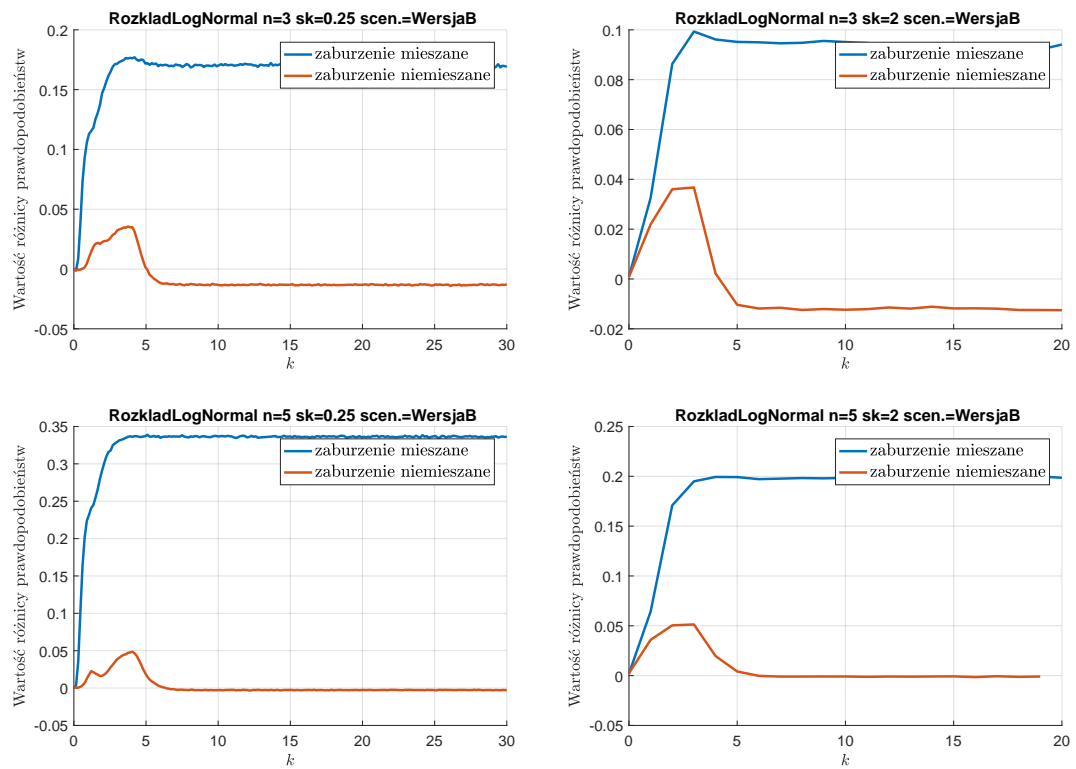 RozkladLogNormal n=3 sk=0.25 scen.=WersjaB
Wartość różnicy prawdopodobieństw
0.2
0.15
0.1
0.05
0
-0.05
zaburzenie mieszane
zaburzenie niemieszane
0 5 10 15 20 25 30
k
RozkladLogNormal n=3 sk=2 scen.=WersjaB
Wartość różnicy prawdopodobieństw
0.1
0.08
0.06
0.04
0.02
0
-0.02
zaburzenie mieszane
zaburzenie niemieszane
0 5 10 15 20
k
RozkladLogNormal n=5 sk=0.25 scen.=WersjaB
Wartość różnicy prawdopodobieństw
0.35
0.3
0.25
0.2
0.15
0.1
0.05
0
-0.05
zaburzenie mieszane
zaburzenie niemieszane
0 5 10 15 20 25 30
k
RozkladLogNormal n=5 sk=2 scen.=WersjaB
Wartość różnicy prawdopodobieństw
0.25
0.2
0.15
0.1
0.05
0
-0.05
zaburzenie mieszane
zaburzenie niemieszane
0 5 10 15 20
k